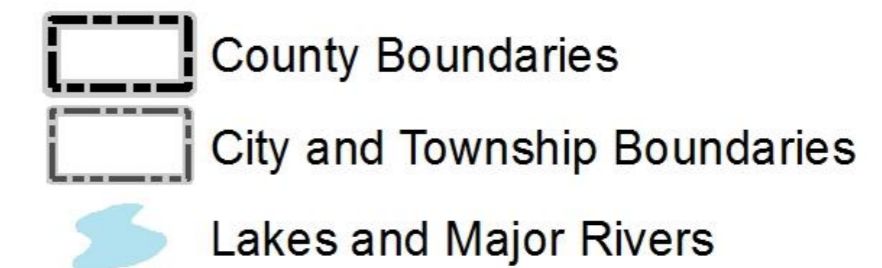 County Boundaries
City and Township Boundaries
Lakes and Major Rivers